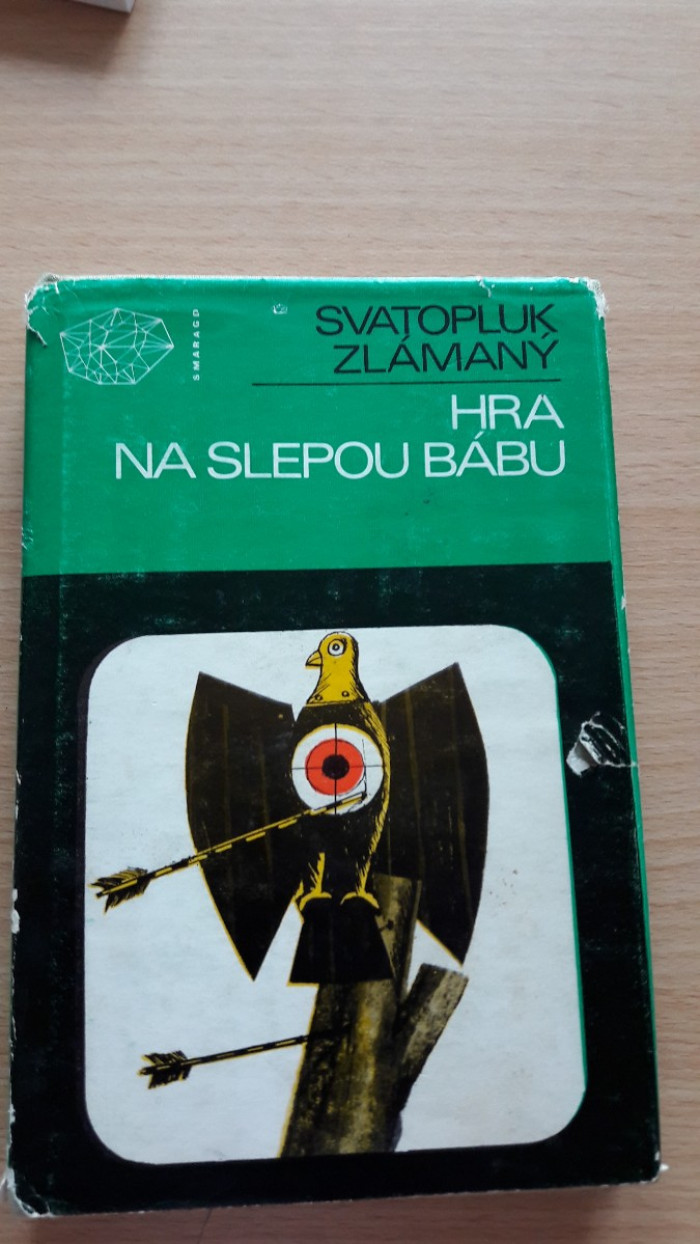 SMARAGD
SVATOPLUK
ZLÁMANÝ
HRA
NA SLEPOU BÁBU